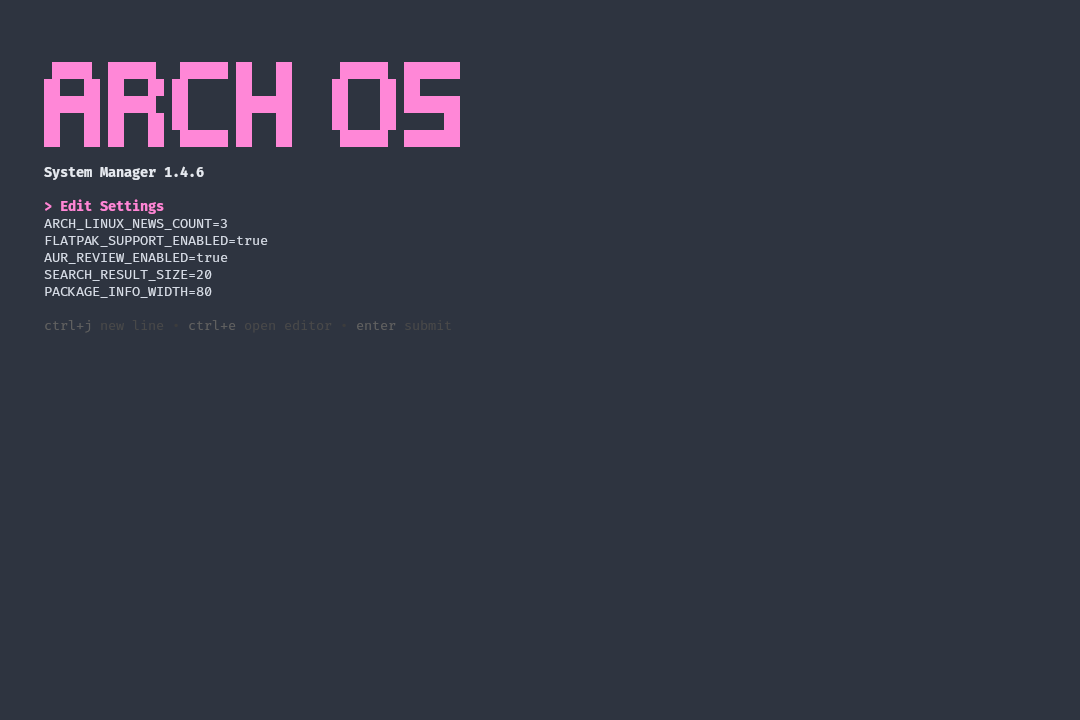 ARCH OS
System Manager 1.4.6
> Edit Settings
ARCH_LINUX_NEWS_COUNT=3
FLATPAK_SUPPORT_ENABLED=true
AUR_REVIEW_ENABLED=true
SEARCH_RESULT_SIZE=20
PACKAGE_INFO_WIDTH=80
ctrl+j new line · ctrl+e open editor · enter submit